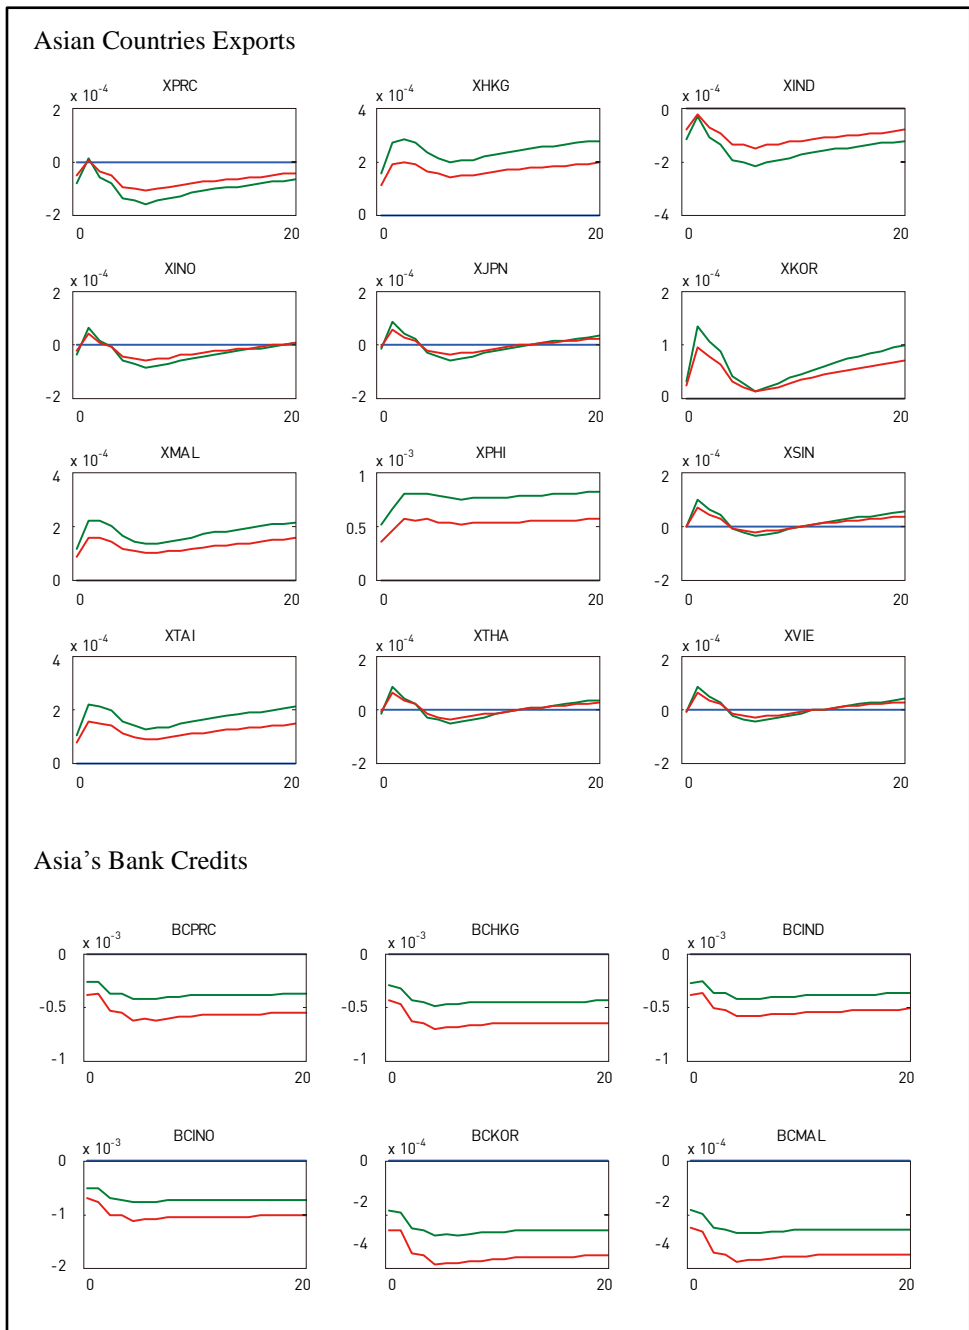 Asian Countries Exports
XPRC XHKG XIND
x 10-4 x 10-4 x 10-4
2 4 0
0 2 -2
-2 0 -4
0 20 0 20 0 20
XINO XJPN XKOR
x 10-4 x 10-4 x 10-4
2 2 2
0 0 1
-2 -2 0
0 20 0 20 0 20
XMAL XPHI XSIN
x 10-4 x 10-3 x 10-4
4 1 2
2 0.5 0
0 0 -2
0 20 0 20 0 20
XTAI XTHA XVIE
x 10-4 x 10-4 x 10-4
4 2 2
2 0 0
0 -2 -2
0 20 0 20 0 20
Asia’s Bank Credits
BCPRC BCHKG BCIND
x 10-3 x 10-3 x 10-3
0 0 0
-0.5 -0.5 -0.5
-1 -1 -1
0 20 0 20 0 20
BCINO BCKOR BCMAL
x 10-3 x 10-4 x 10-4
0 0 0
-1 -2 -2
-2 -4 -4
0 20 0 20 0 20